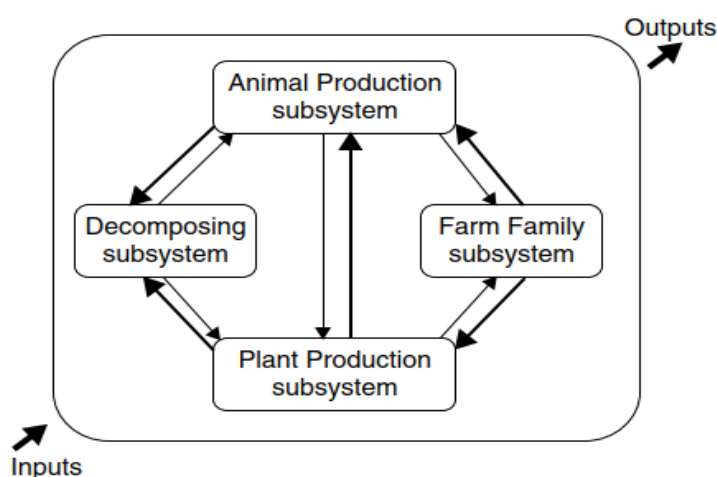 Outputs
Animal Production
subsystem
Decomposing
subsystem
Farm Family
subsystem
Plant Production
subsystem
Inputs